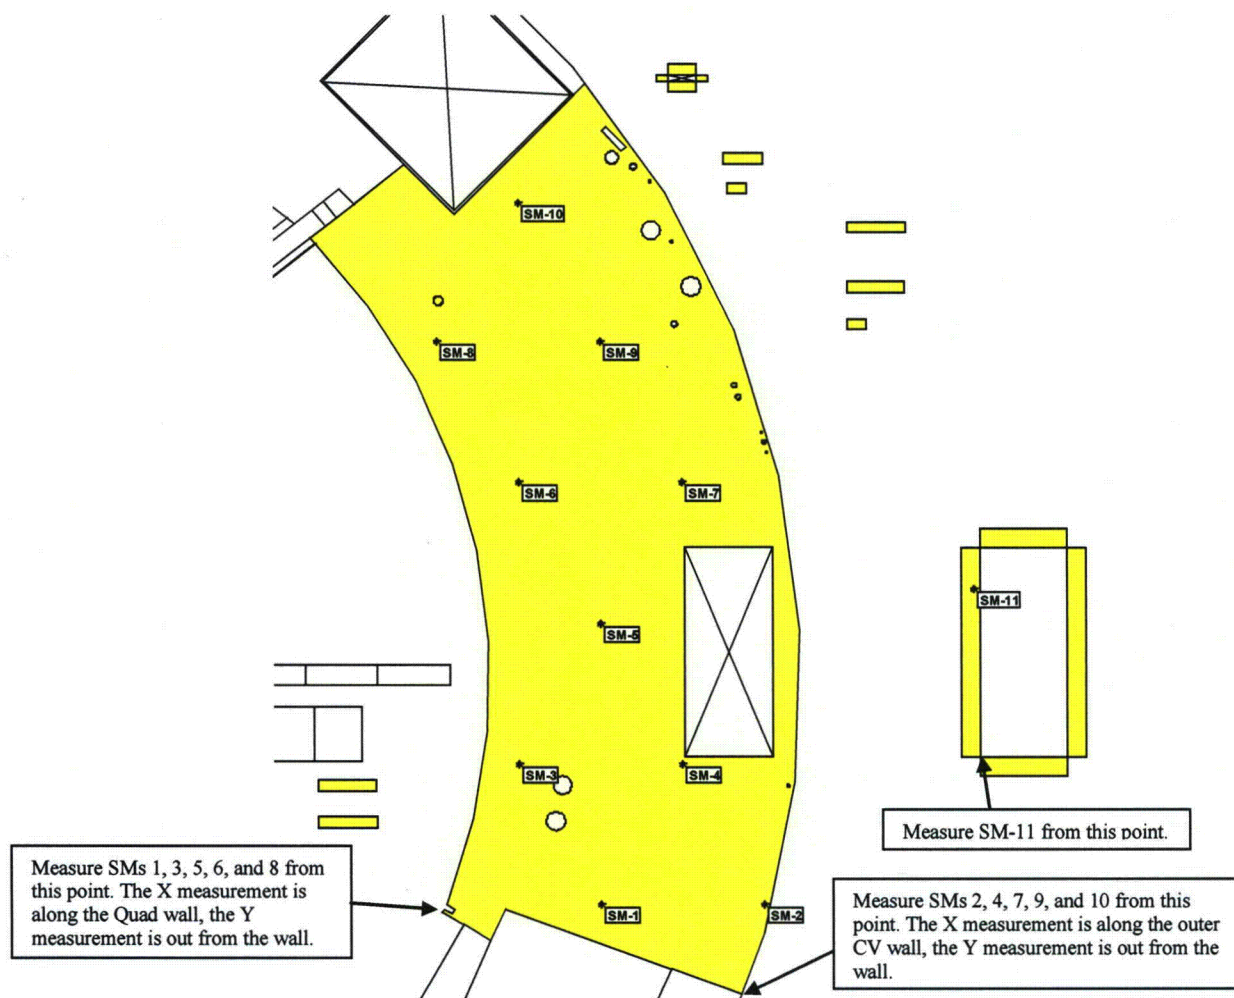 SM-10
SM-8
SM-9
SM-6
SM-7
SM-11
SM-5
SM-3
SM-4
Measure SM-11 from this point.
Measure SMs 1, 3, 5, 6, and 8 from
this point. The X measurement is
along the Quad wall, the Y
measurement is out from the wall.
SM-1
SM-2
Measure SMs 2, 4, 7, 9, and 10 from this
point. The X measurement is along the outer
CV wall, the Y measurement is out from the
wall.